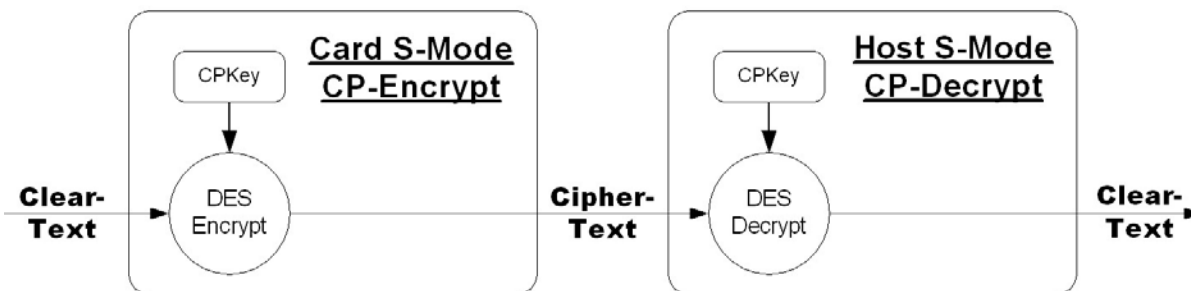 Card S-Mode
CP-Encrypt
CPKey
DES
Encrypt
Host S-Mode
CP-Decrypt
CPKey
DES
Decrypt
Clear-
Text
Cipher-
Text
Clear-
Text